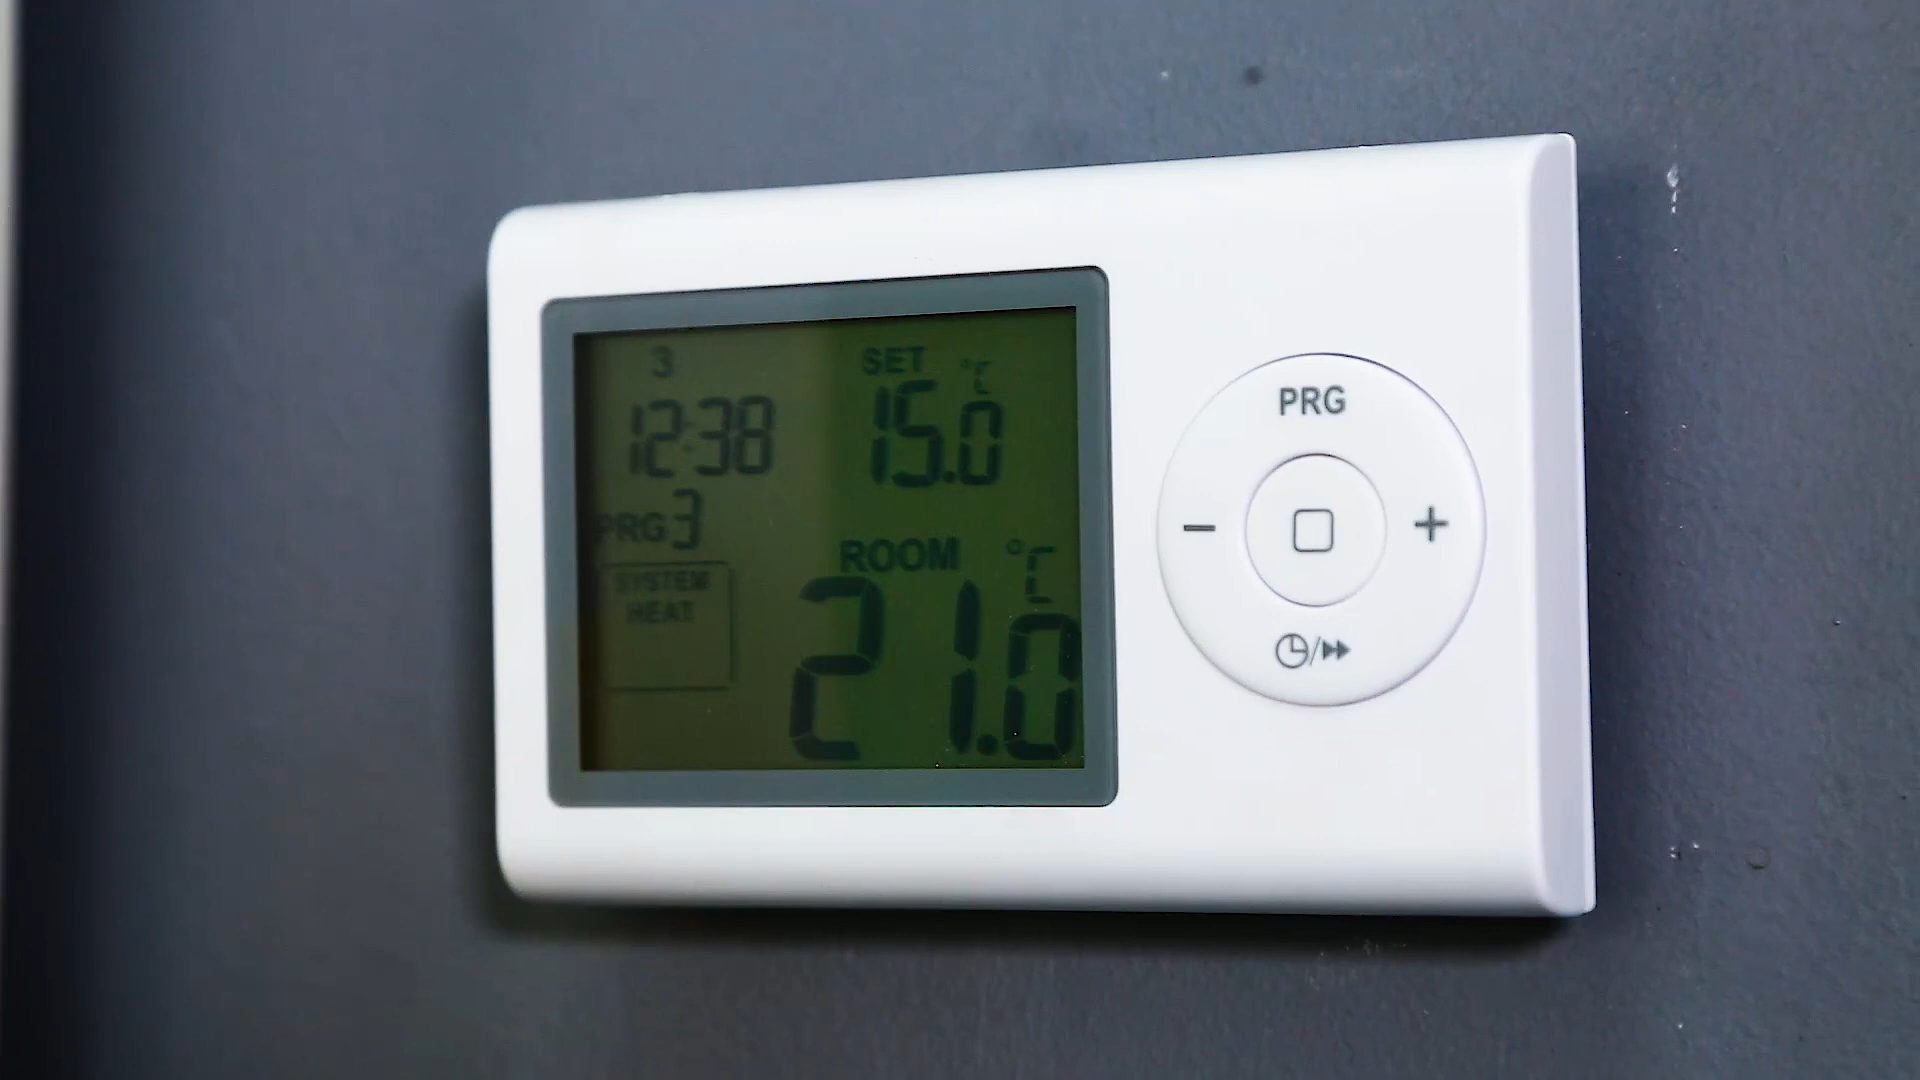 3
12:38
SET
15.0 °C
PRG 3
SYSTEM
HEAT
ROOM
21.0 °C
PRG
− +